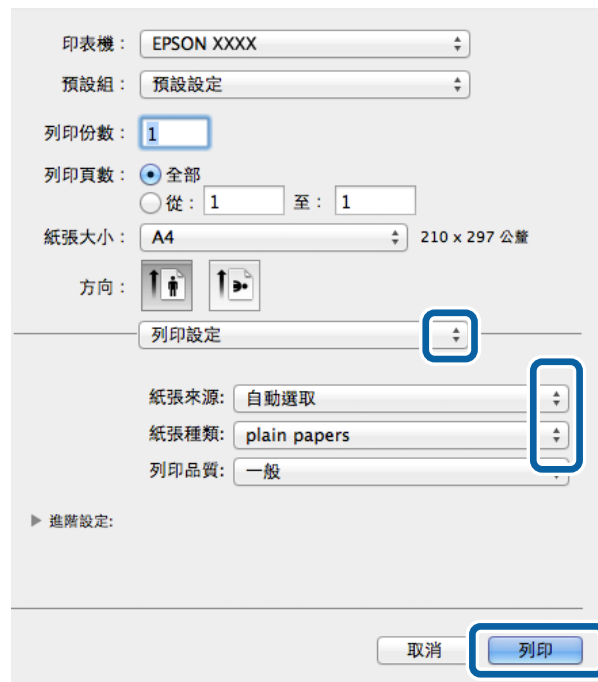 印表機： EPSON XXXX
預設組： 預設設定
列印份數： 1
列印頁數： 全部
從： 1 至： 1
紙張大小： A4 210 x 297 公釐
方向：
列印設定
紙張來源: 自動選取
紙張種類: plain papers
列印品質: 一般
進階設定:
取消 列印